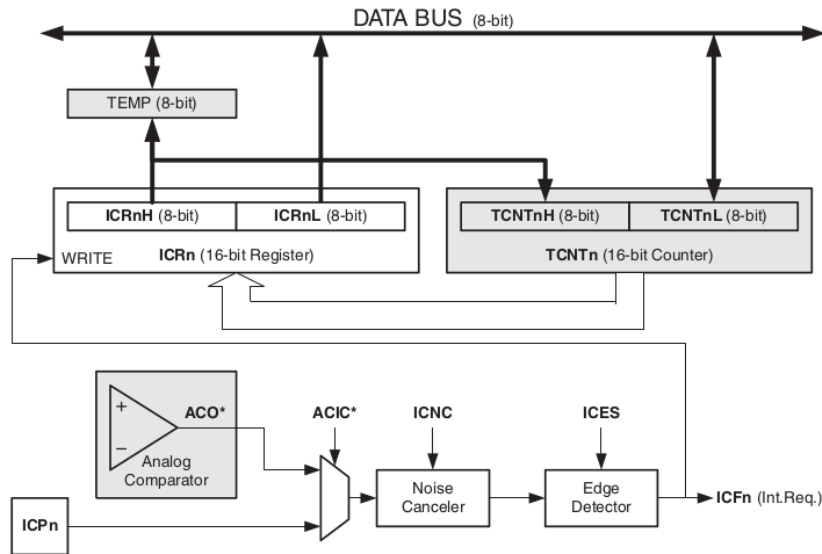 DATA BUS (8-bit)
TEMP (8-bit)
ICRnH (8-bit) ICRnL (8-bit) TCNTnH (8-bit) TCNTnL (8-bit)
WRITE ICRn (16-bit Register) TCNTn (16-bit Counter)
+
ACO* ACIC* ICNC ICES
−
Analog
Comparator
Noise
Canceler
Edge
Detector
ICFn (Int.Req.)
ICPn